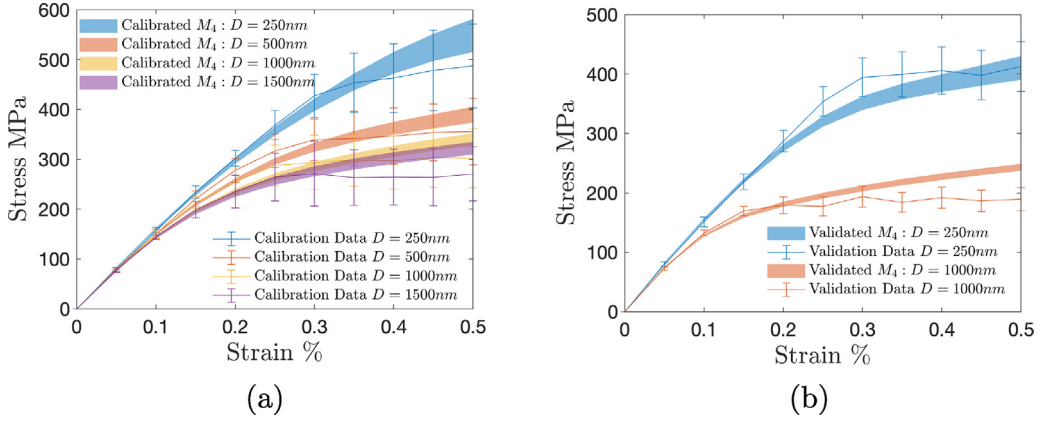 600
500
400
300
200
100
0
Stress MPa
Calibrated M₄ : D = 250nm
Calibrated M₄ : D = 500nm
Calibrated M₄ : D = 1000nm
Calibrated M₄ : D = 1500nm
Calibration Data D = 250nm
Calibration Data D = 500nm
Calibration Data D = 1000nm
Calibration Data D = 1500nm
0 0.1 0.2 0.3 0.4 0.5
Strain %
(a)
500
400
300
200
100
0
Stress MPa
Validated M₄ : D = 250nm
Validation Data D = 250nm
Validated M₄ : D = 1000nm
Validation Data D = 1000nm
0 0.1 0.2 0.3 0.4 0.5
Strain %
(b)